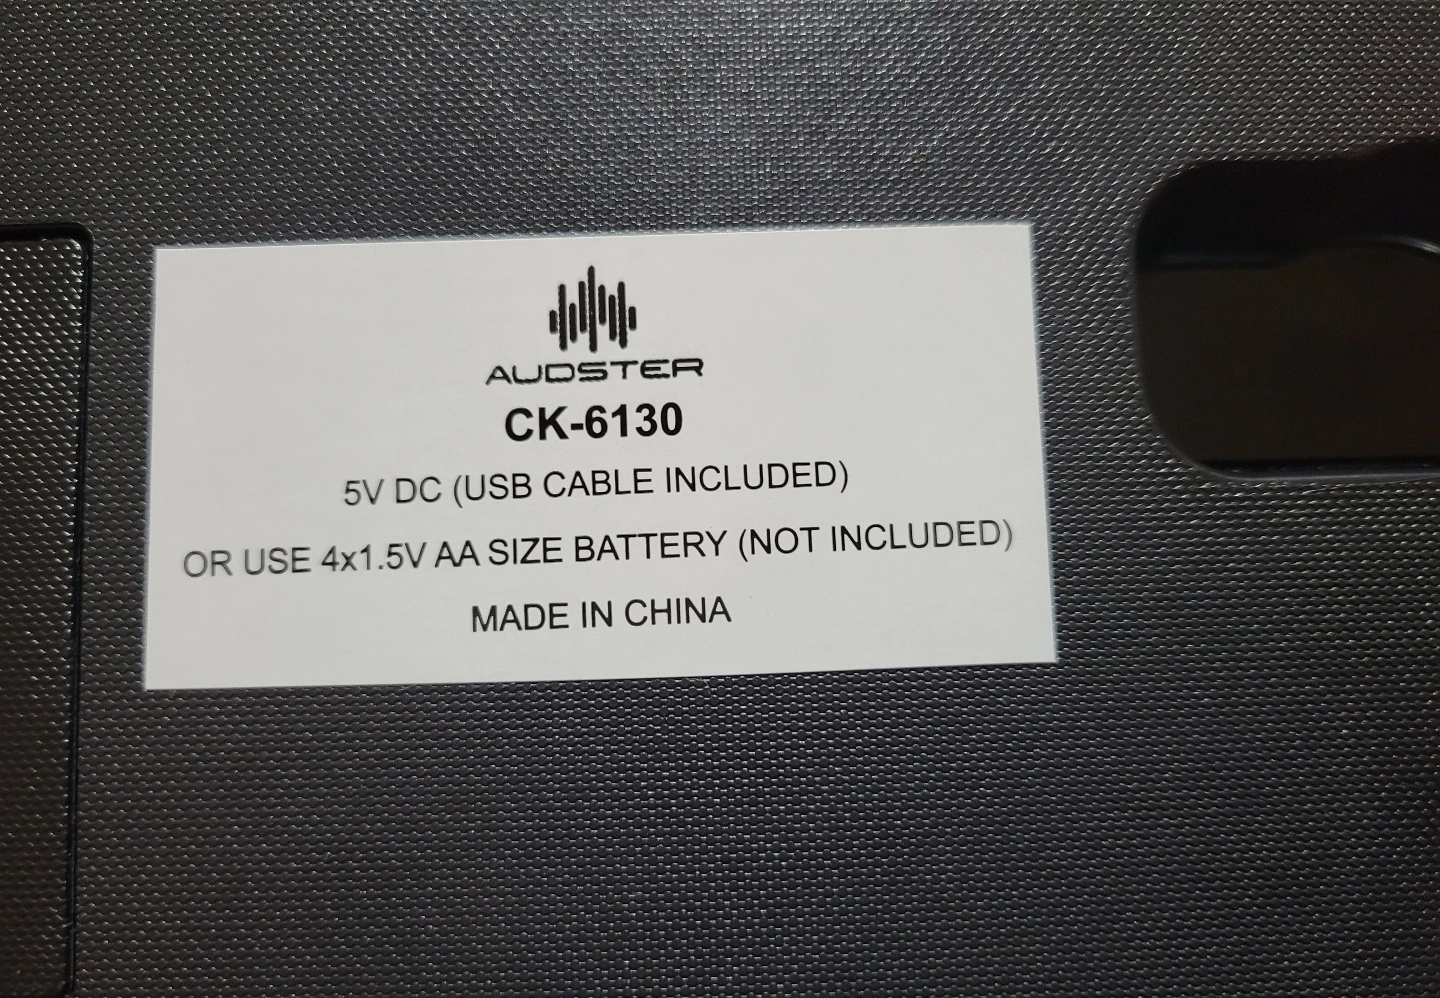 AUDSTER
CK-6130
5V DC (USB CABLE INCLUDED)
OR USE 4x1.5V AA SIZE BATTERY (NOT INCLUDED)
MADE IN CHINA